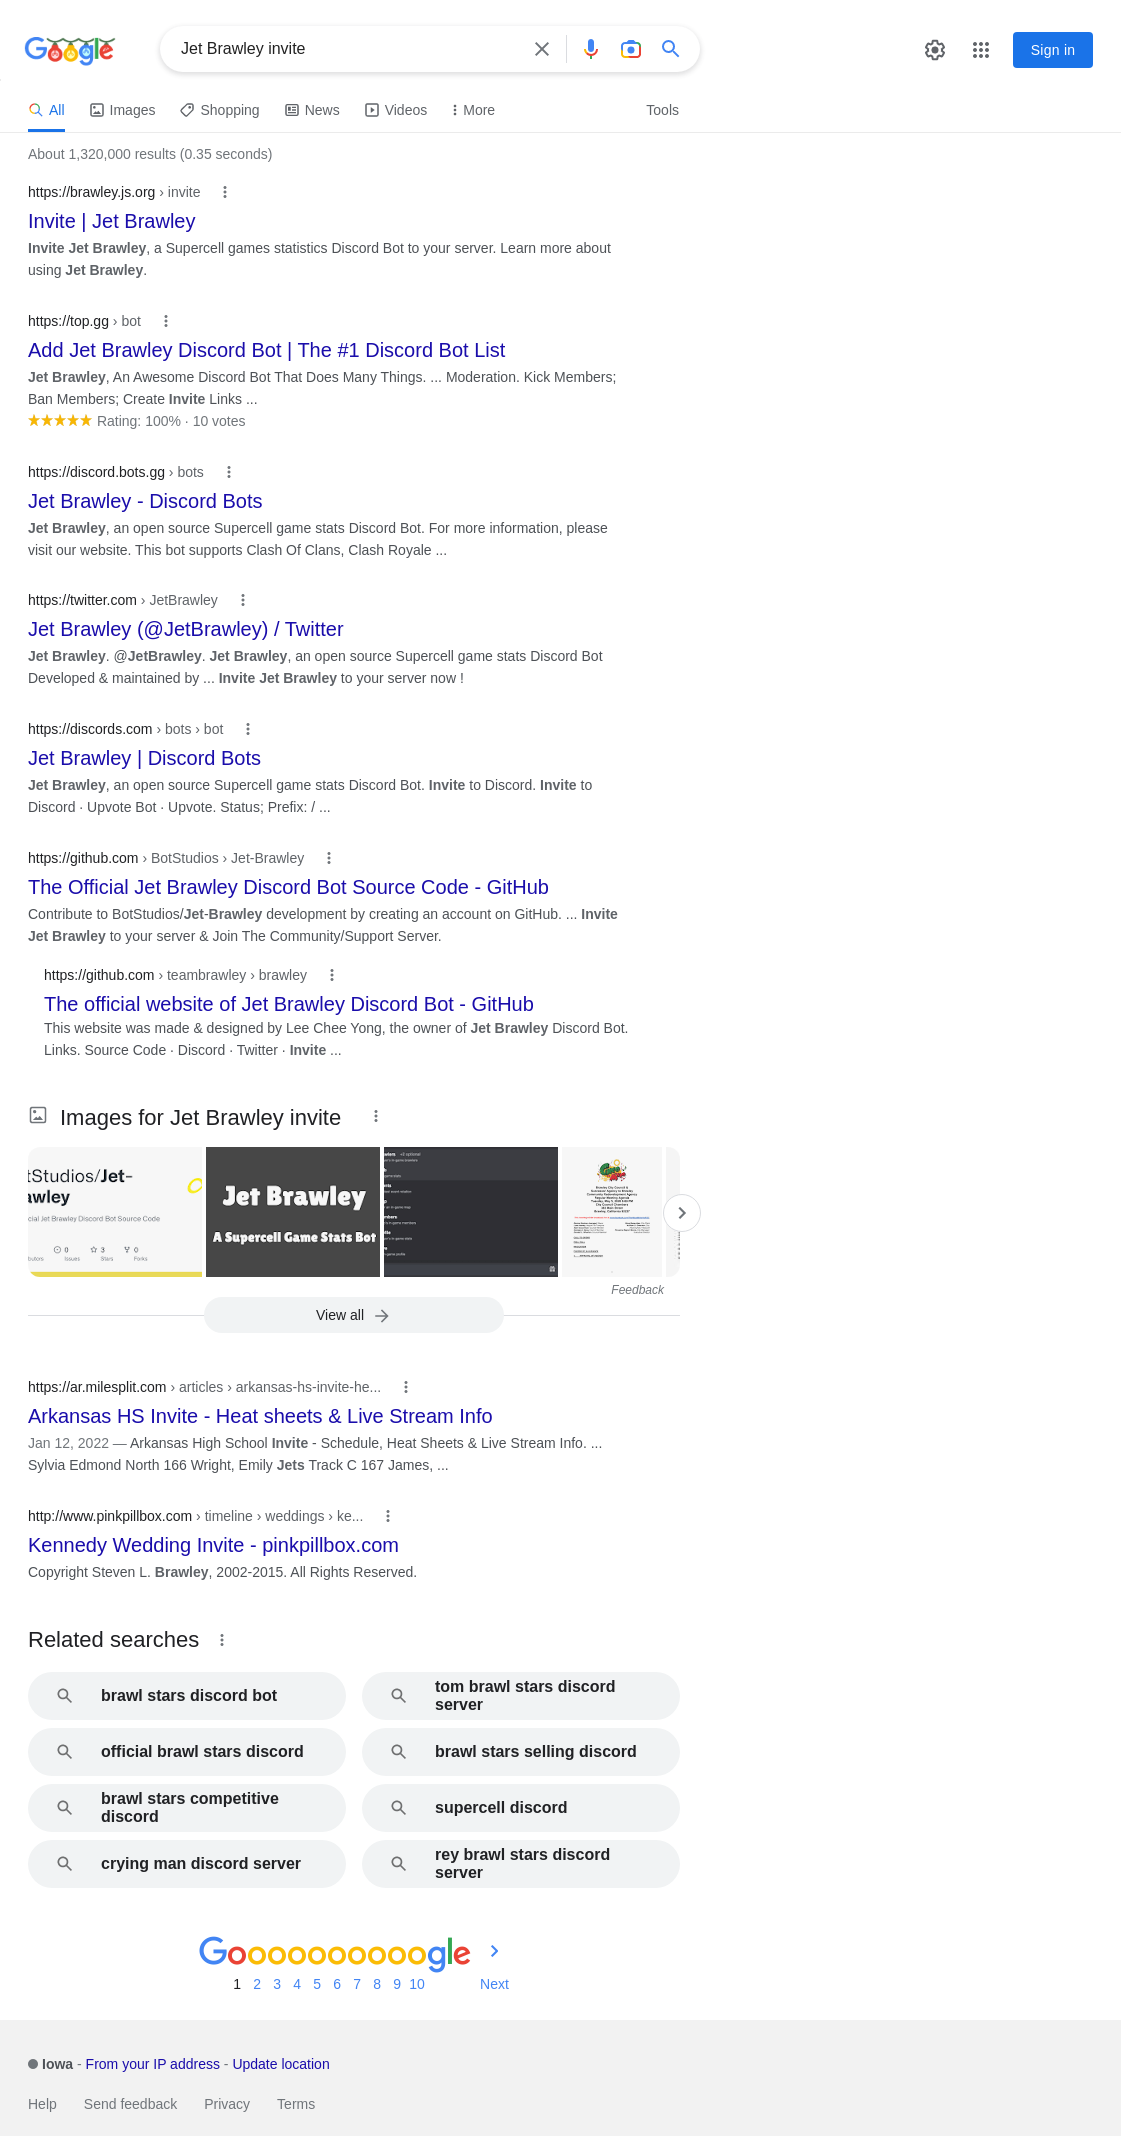 Google
Jet Brawley invite
Sign in
All
Images
Shopping
News
Videos
More
Tools
About 1,320,000 results (0.35 seconds)
https://brawley.js.org › invite
Invite | Jet Brawley
Invite Jet Brawley, a Supercell games statistics Discord Bot to your server. Learn more about
using Jet Brawley.
https://top.gg › bot
Add Jet Brawley Discord Bot | The #1 Discord Bot List
Jet Brawley, An Awesome Discord Bot That Does Many Things. ... Moderation. Kick Members;
Ban Members; Create Invite Links ...
Rating: 100% · 10 votes
https://discord.bots.gg › bots
Jet Brawley - Discord Bots
Jet Brawley, an open source Supercell game stats Discord Bot. For more information, please
visit our website. This bot supports Clash Of Clans, Clash Royale ...
https://twitter.com › JetBrawley
Jet Brawley (@JetBrawley) / Twitter
Jet Brawley. @JetBrawley. Jet Brawley, an open source Supercell game stats Discord Bot
Developed & maintained by ... Invite Jet Brawley to your server now !
https://discords.com › bots › bot
Jet Brawley | Discord Bots
Jet Brawley, an open source Supercell game stats Discord Bot. Invite to Discord. Invite to
Discord · Upvote Bot · Upvote. Status; Prefix: / ...
https://github.com › BotStudios › Jet-Brawley
The Official Jet Brawley Discord Bot Source Code - GitHub
Contribute to BotStudios/Jet-Brawley development by creating an account on GitHub. ... Invite
Jet Brawley to your server & Join The Community/Support Server.
https://github.com › teambrawley › brawley
The official website of Jet Brawley Discord Bot - GitHub
This website was made & designed by Lee Chee Yong, the owner of Jet Brawley Discord Bot.
Links. Source Code · Discord · Twitter · Invite ...
Images for Jet Brawley invite
tStudios/Jet-
awley
cial Jet Brawley Discord Bot Source Code
0 3 0
Issues Stars Forks
Jet Brawley
A Supercell Game Stats Bot
Feedback
View all
https://ar.milesplit.com › articles › arkansas-hs-invite-he...
Arkansas HS Invite - Heat sheets & Live Stream Info
Jan 12, 2022 — Arkansas High School Invite - Schedule, Heat Sheets & Live Stream Info. ...
Sylvia Edmond North 166 Wright, Emily Jets Track C 167 James, ...
http://www.pinkpillbox.com › timeline › weddings › ke...
Kennedy Wedding Invite - pinkpillbox.com
Copyright Steven L. Brawley, 2002-2015. All Rights Reserved.
Related searches
brawl stars discord bot
tom brawl stars discord
server
official brawl stars discord
brawl stars selling discord
brawl stars competitive
discord
supercell discord
crying man discord server
rey brawl stars discord
server
Goooooooooogle
1 2 3 4 5 6 7 8 9 10 Next
Iowa - From your IP address - Update location
Help Send feedback Privacy Terms